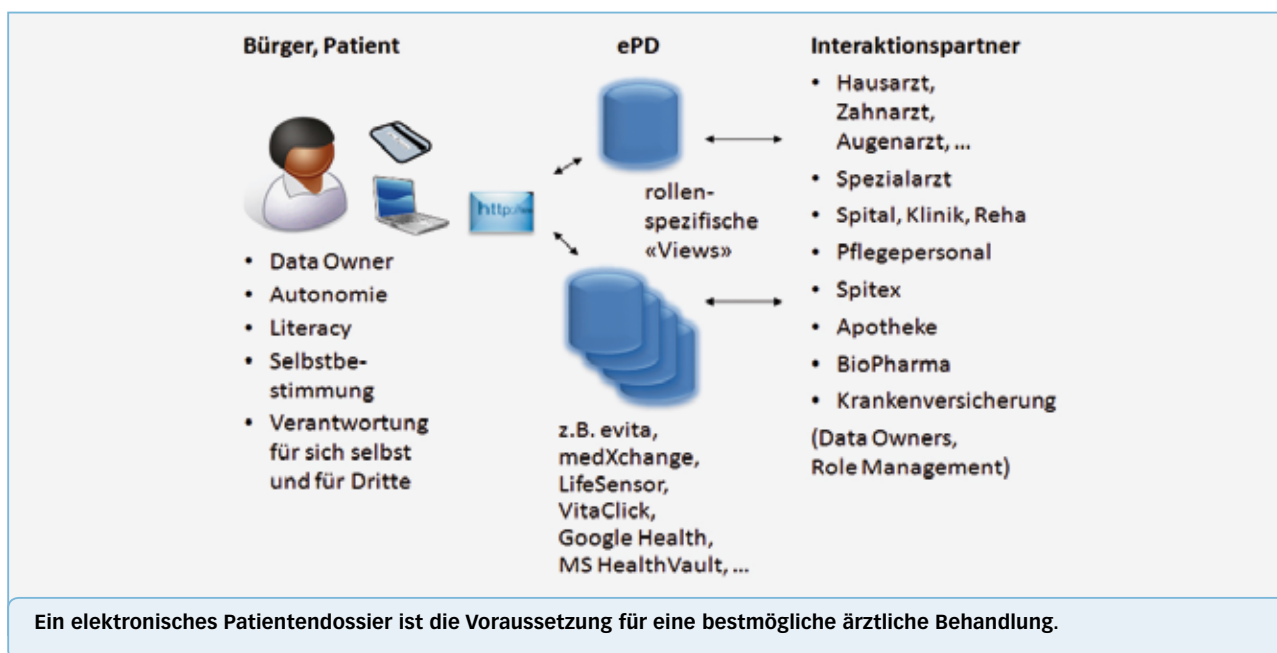 Bürger, Patient
• Data Owner
• Autonomie
• Literacy
• Selbstbe-
stimmung
• Verantwortung
für sich selbst
und für Dritte
http://
ePD
rollen-
spezifische
«Views»
z.B. evita,
medXchange,
LifeSensor,
VitaClick,
Google Health,
MS HealthVault, ...
Interaktionspartner
• Hausarzt,
Zahnarzt,
Augenarzt, ...
• Spezialarzt
• Spital, Klinik, Reha
• Pflegepersonal
• Spitex
• Apotheke
• BioPharma
• Krankenversicherung
(Data Owners,
Role Management)
Ein elektronisches Patientendossier ist die Voraussetzung für eine bestmögliche ärztliche Behandlung.